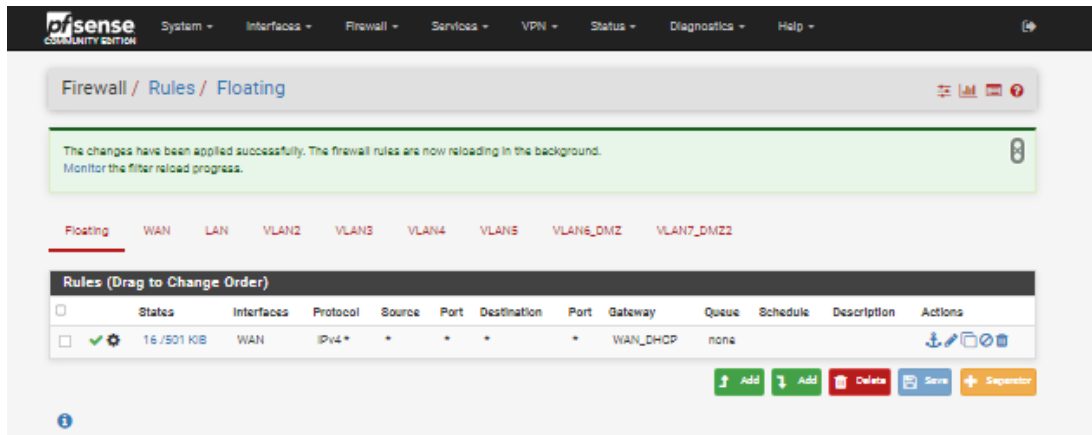 pfsense System Interfaces Firewall Services VPN Status Diagnostics Help
COMMUNITY EDITION
Firewall / Rules / Floating
The changes have been applied successfully. The firewall rules are now reloading in the background.
Monitor the filter reload progress.
Floating WAN LAN VLAN2 VLAN3 VLAN4 VLAN5 VLAN6_DMZ VLAN7_DMZ2
Rules (Drag to Change Order)
States Interfaces Protocol Source Port Destination Port Gateway Queue Schedule Description Actions
16 /501 KiB WAN IPv4 * * * * * WAN_DHCP none
Add Add Delete Save Separator